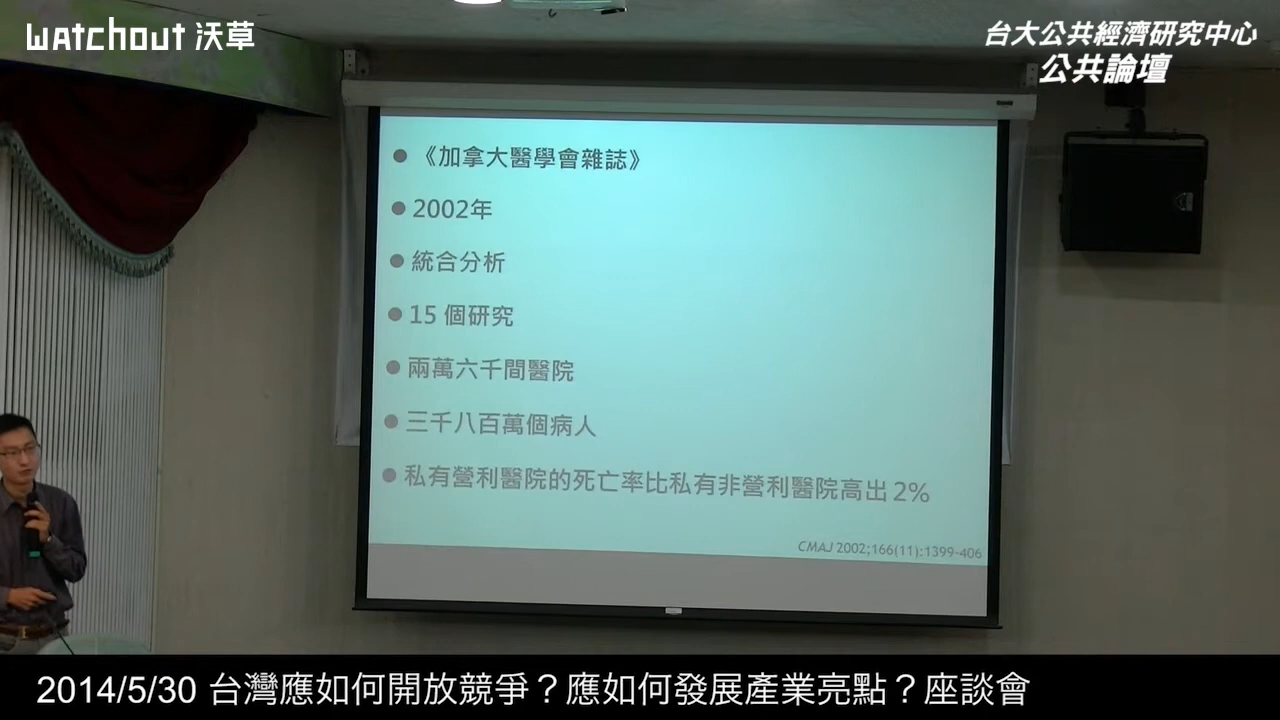 watchout 沃草
台大公共經濟研究中心
公共論壇
《加拿大醫學會雜誌》
2002年
統合分析
15 個研究
兩萬六千間醫院
三千八百萬個病人
私有營利醫院的死亡率比私有非營利醫院高出 2%
CMAJ 2002;166(11):1399-406
2014/5/30 台灣應如何開放競爭？應如何發展產業亮點？座談會